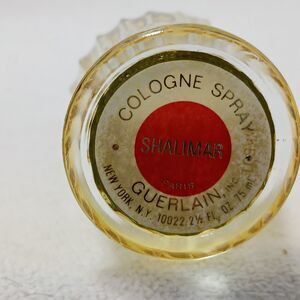 COLOGNE SPRAY
SHALIMAR
PARIS
GUERLAIN, INC.
NEW YORK, N.Y. 10022 2½ FL. OZ. 75 ml